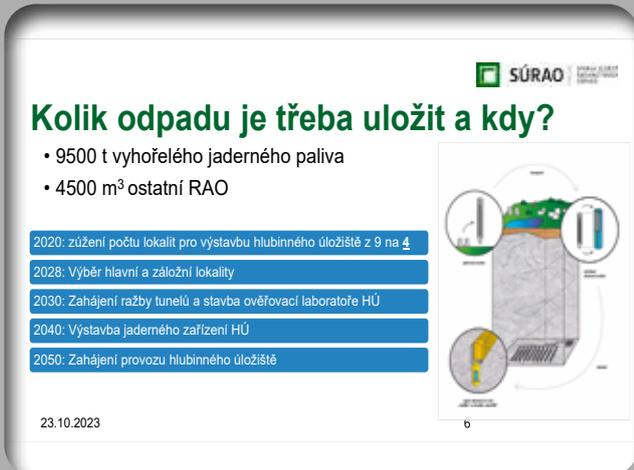 SÚRAO
Kolik odpadu je třeba uložit a kdy?
• 9500 t vyhořelého jaderného paliva
• 4500 m³ ostatní RAO
2020: zúžení počtu lokalit pro výstavbu hlubinného úložiště z 9 na 4
2028: Výběr hlavní a záložní lokality
2030: Zahájení ražby tunelů a stavba ověřovací laboratoře HÚ
2040: Výstavba jaderného zařízení HÚ
2050: Zahájení provozu hlubinného úložiště
23.10.2023
6